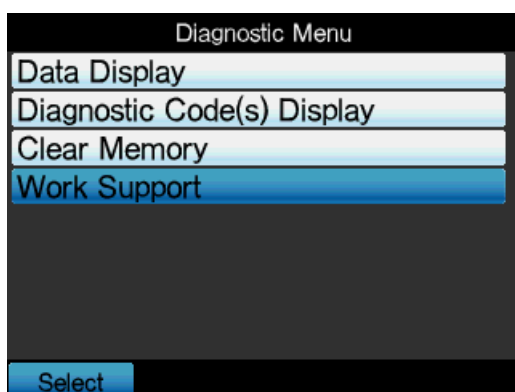 Diagnostic Menu
Data Display
Diagnostic Code(s) Display
Clear Memory
Work Support
Select